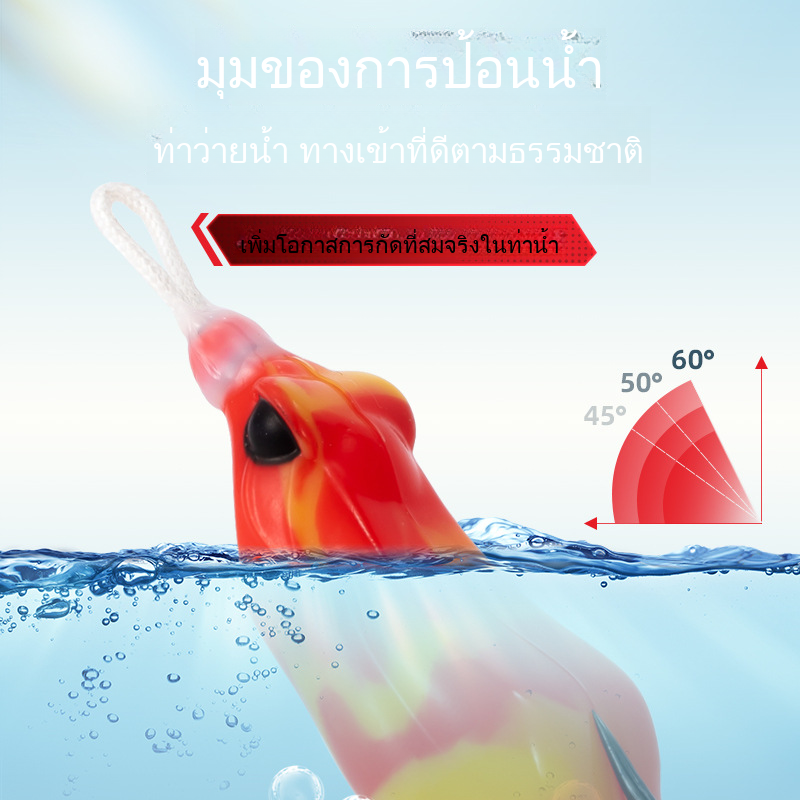 มุมของการป้อนน้ำ
ท่าว่ายน้ำ ทางเข้าที่ดีตามธรรมชาติ
เพิ่มโอกาสการกัดที่สมจริงในท่าน้ำ
60°
50°
45°